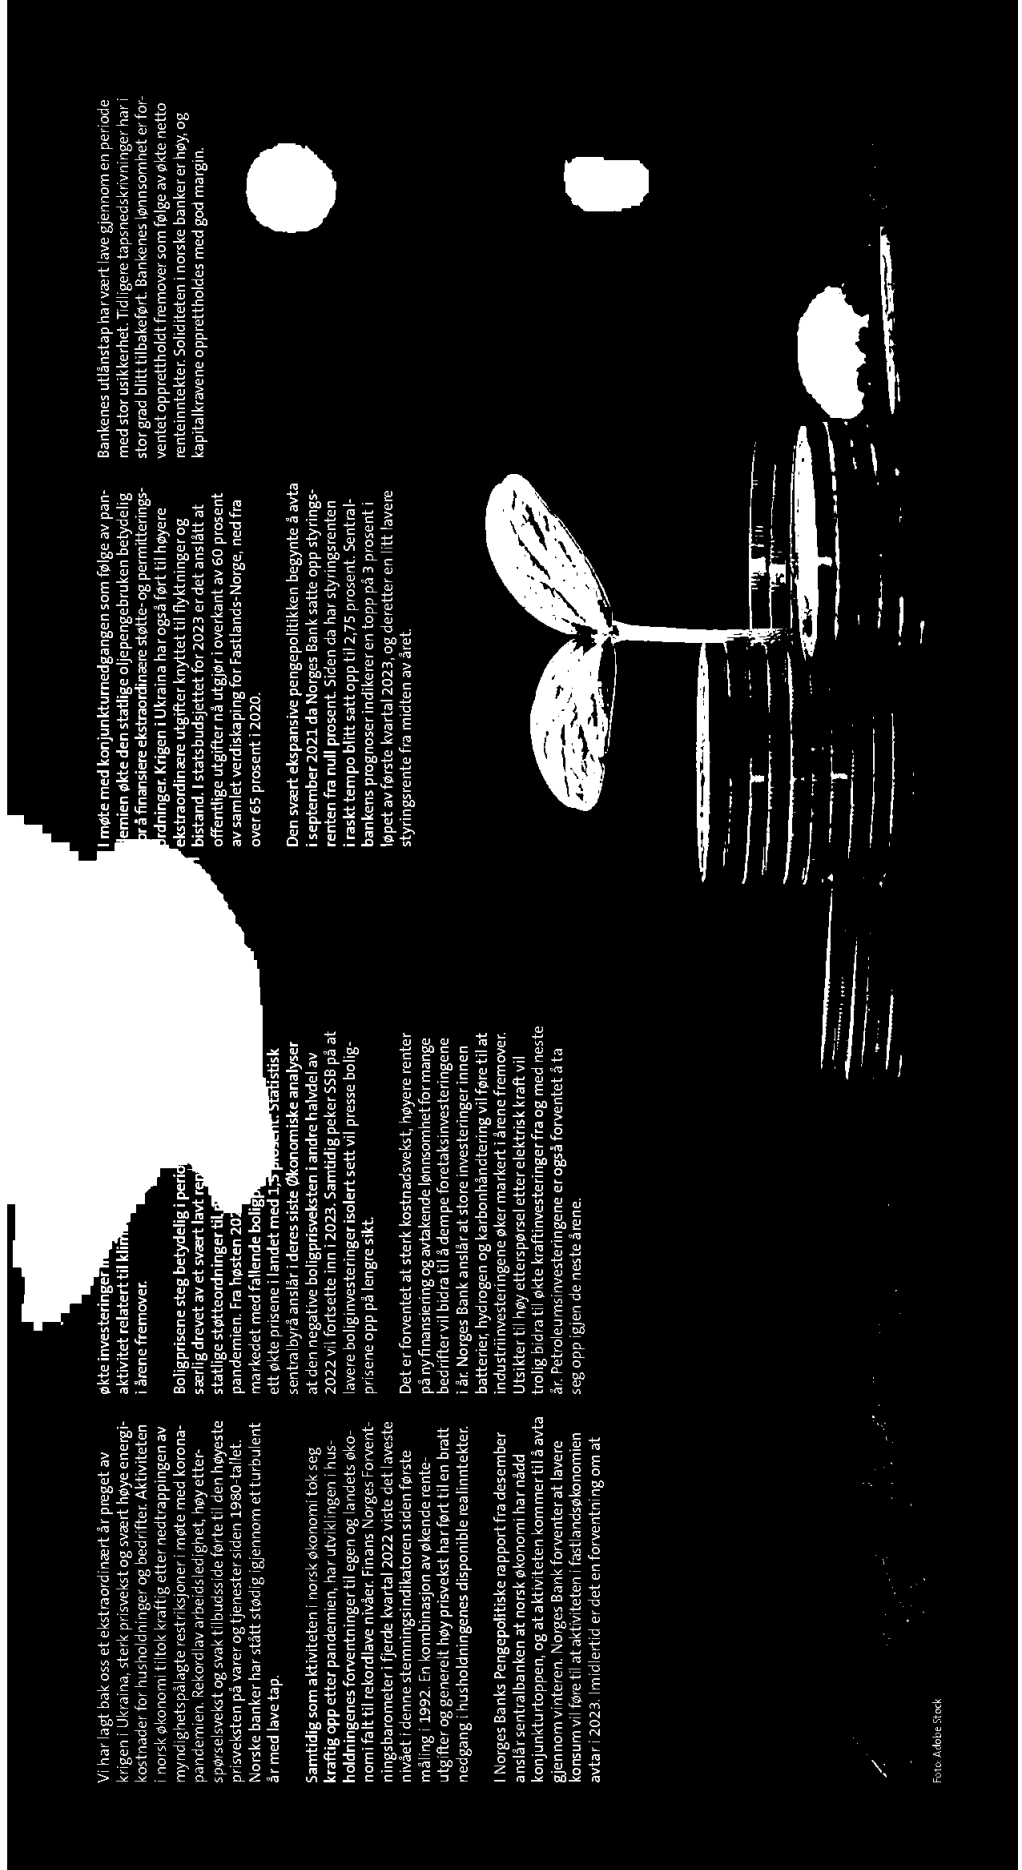 Vi har lagt bak oss et ekstraordinært år preget av
krigen i Ukraina, sterk prisvekst og svært høye energi-
kostnader for husholdninger og bedrifter. Aktiviteten
i norsk økonomi tiltok kraftig etter nedtrappingen av
myndighetspålagte restriksjoner i møte med korona-
pandemien. Rekordlav arbeidsledighet, høy etter-
spørselsvekst og svak tilbudsside førte til den høyeste
prisveksten på varer og tjenester siden 1980-tallet.
Norske banker har stått stødig igjennom et turbulent
år med lave tap.
Samtidig som aktiviteten i norsk økonomi tok seg
kraftig opp etter pandemien, har utviklingen i hus-
holdningenes forventninger til egen og landets øko-
nomi falt til rekordlave nivåer. Finans Norges Forvent-
ningsbarometer i fjerde kvartal 2022 viste det laveste
nivået i denne stemningsindikatoren siden første
måling i 1992. En kombinasjon av økende rente-
utgifter og generelt høy prisvekst har ført til en bratt
nedgang i husholdningenes disponible realinntekter.
I Norges Banks Pengepolitiske rapport fra desember
anslår sentralbanken at norsk økonomi har nådd
konjunkturtoppen, og at aktiviteten kommer til å avta
gjennom vinteren. Norges Bank forventer at lavere
konsum vil føre til at aktiviteten i fastlandsøkonomien
avtar i 2023. Imidlertid er det en forventning om at
økte investeringer
aktivitet relatert til
i årene fremover.
Boligprisene steg betydelig i
særlig drevet av et svært lavt
statlige støtteordninger til
pandemien. Fra høsten
markedet med fallende
ett økte prisene i landet med 1,5 prosent. Statistisk
sentralbyrå anslår i deres siste Økonomiske analyser
at den negative boligprisveksten i andre halvdel av
2022 vil fortsette inn i 2023. Samtidig peker SSB på at
lavere boliginvesteringer isolert sett vil presse bolig-
prisene opp på lengre sikt.
Det er forventet at sterk kostnadsvekst, høyere renter
på ny finansiering og avtakende lønnsomhet for mange
bedrifter vil bidra til å dempe foretaksinvesteringene
i år. Norges Bank anslår at store investeringer innen
batterier, hydrogen og karbonhåndtering vil føre til at
industriinvesteringene øker markert i årene fremover.
Utsikter til høy etterspørsel etter elektrisk kraft vil
trolig bidra til økte kraftinvesteringer fra og med neste
år. Petroleumsinvesteringene er også forventet å ta
seg opp igjen de neste årene.
I møte med konjunkturnedgangen som følge av pan-
demien økte den statlige oljepengebruken betydelig
for å finansiere ekstraordinære støtte- og permitterings-
ordninger. Krigen i Ukraina har også ført til høyere
ekstraordinære utgifter knyttet til flyktninger og
bistand. I statsbudsjettet for 2023 er det anslått at
offentlige utgifter nå utgjør i overkant av 60 prosent
av samlet verdiskaping for Fastlands-Norge, ned fra
over 65 prosent i 2020.
Den svært ekspansive pengepolitikken begynte å avta
i september 2021 da Norges Bank satte opp styrings-
renten fra null prosent. Siden da har styringsrenten
i raskt tempo blitt satt opp til 2,75 prosent. Sentral-
bankens prognoser indikerer en topp på 3 prosent i
løpet av første kvartal 2023, og deretter en litt lavere
styringsrente fra midten av året.
Bankenes utlånstap har vært lave gjennom en periode
med stor usikkerhet. Tidligere tapsnedskrivninger har i
stor grad blitt tilbakeført. Bankenes lønnsomhet er for-
ventet opprettholdt fremover som følge av økte netto
renteinntekter. Soliditeten i norske banker er høy, og
kapitalkravene opprettholdes med god margin.
Foto: Adobe Stock